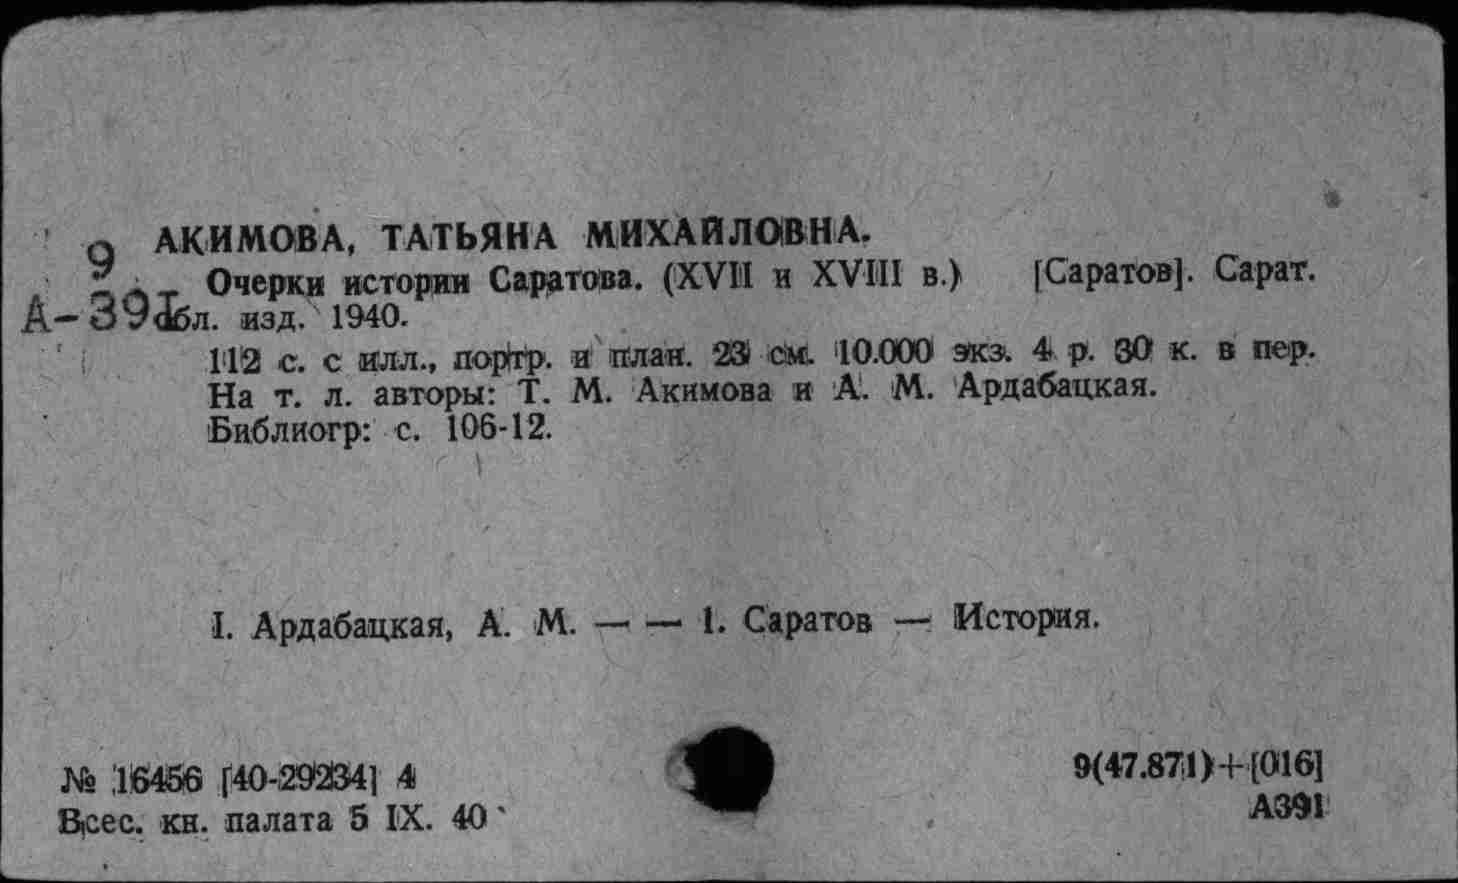 9 АКИМОВА, ТАТЬЯНА МИХАЙЛОВНА.
Очерки истории Саратова. (XVII и XVIII в.) [Саратов]. Сарат.
А-391 обл. изд. 1940.
112 с. с илл., портр. и план. 23 см. 10.000 экз. 4 р. 30 к. в пер.
На т. л. авторы: Т. М. Акимова и А. М. Ардабацкая.
Библиогр: с. 106-12.
I. Ардабацкая, А. М. — — 1. Саратов — История.
№ 16456 [40-29234] 4
Всес. кн. палата 5 IX. 40
9(47.871)+[016]
А391